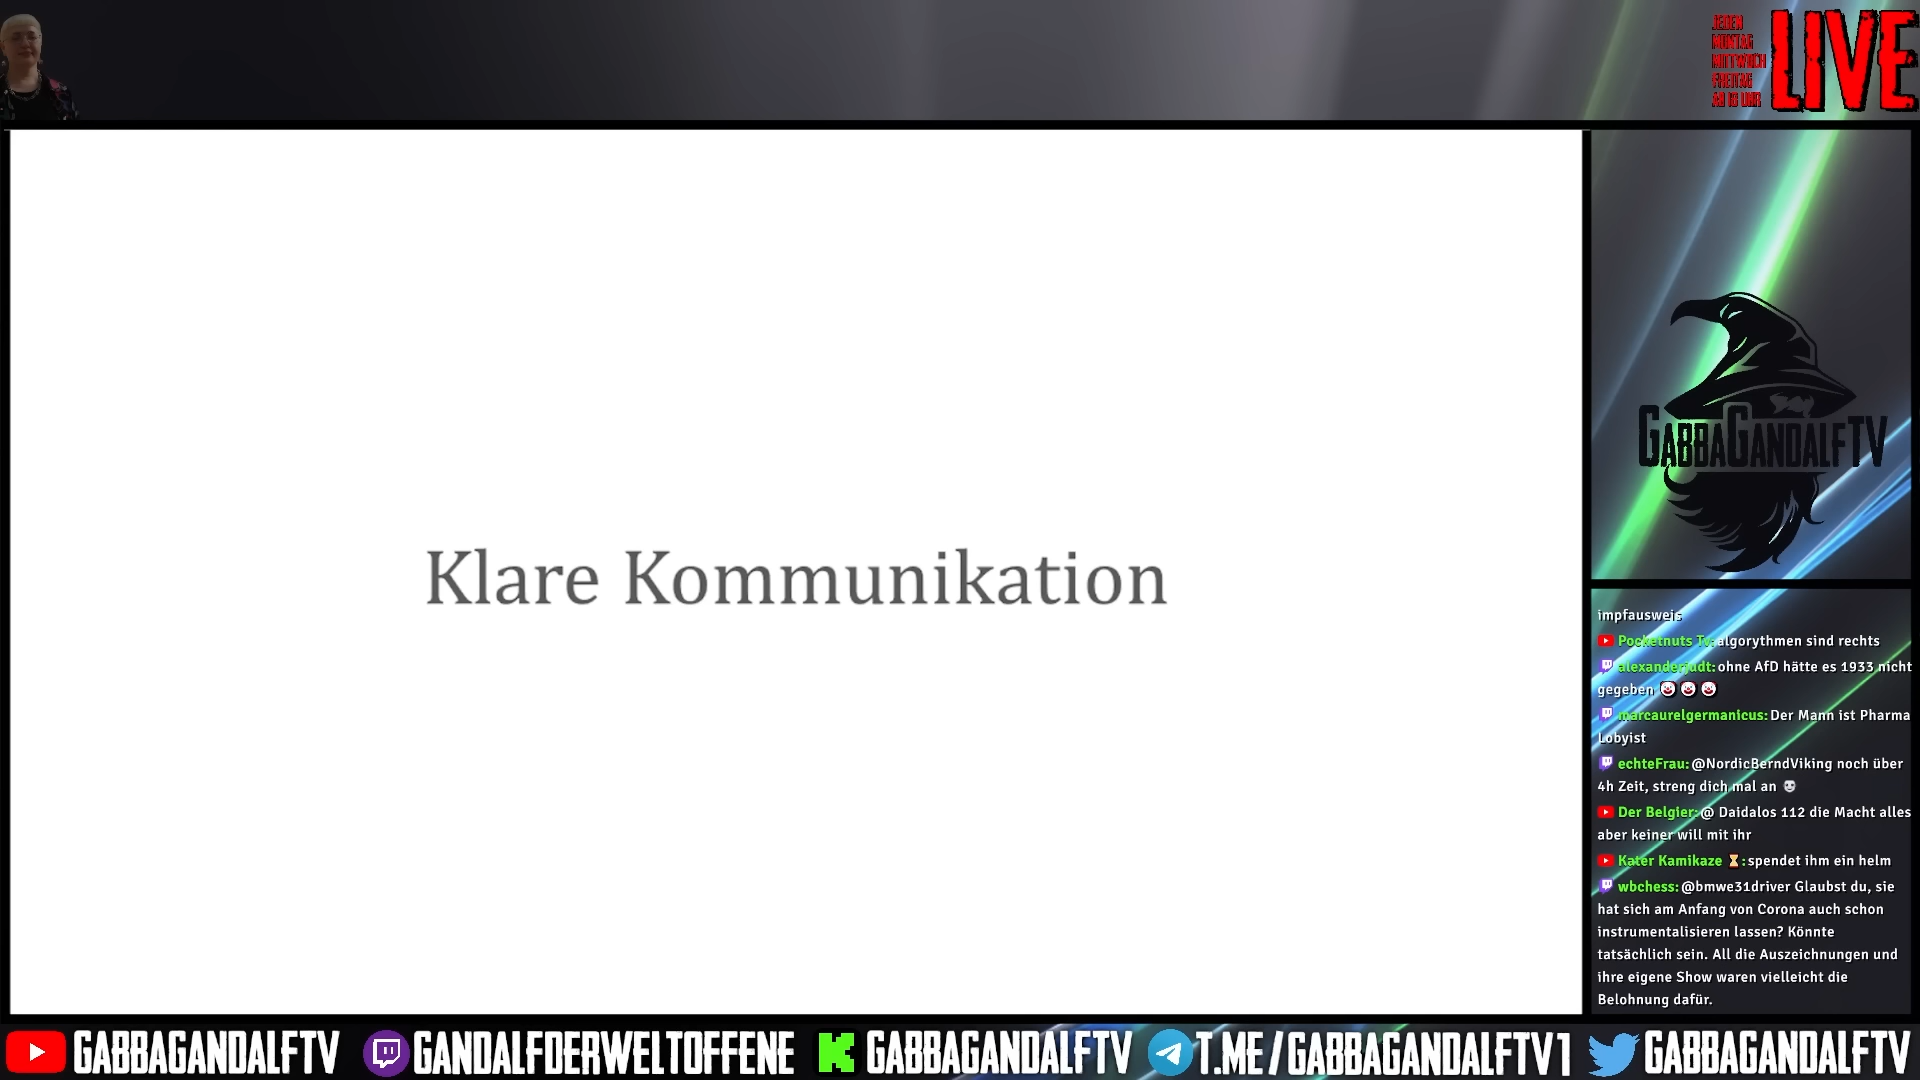 JEDEN
MONTAG
MITTWOCH
FREITAG
AB 18 UHR
LIVE
Klare Kommunikation
GABBAGANDALFTV
impfausweis
Pocketnuts Tv: algorythmen sind rechts
alexanderjudt: ohne AfD hätte es 1933 nicht
gegeben 🤡 🤡 🤡
marcaurelgermanicus: Der Mann ist Pharma
Lobyist
echteFrau: @NordicBerndViking noch über
4h Zeit, streng dich mal an 💀
Der Belgier: @ Daidalos 112 die Macht alles
aber keiner will mit ihr
Kater Kamikaze ⌛: spendet ihm ein helm
wbchess: @bmwe31driver Glaubst du, sie
hat sich am Anfang von Corona auch schon
instrumentalisieren lassen? Könnte
tatsächlich sein. All die Auszeichnungen und
ihre eigene Show waren vielleicht die
Belohnung dafür.
GABBAGANDALFTV GANDALFDERWELTOFFENE GABBAGANDALFTV T.ME/GABBAGANDALFTV1 GABBAGANDALFTV